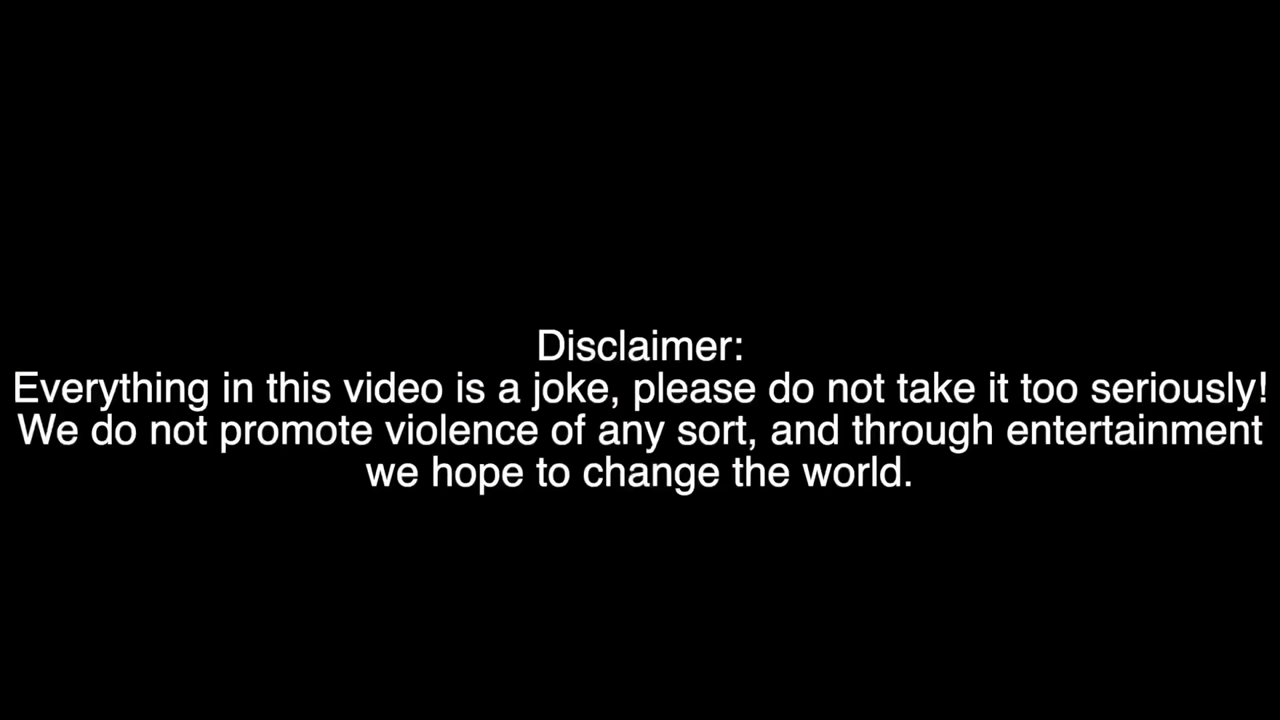 Disclaimer:
Everything in this video is a joke, please do not take it too seriously!
We do not promote violence of any sort, and through entertainment
we hope to change the world.